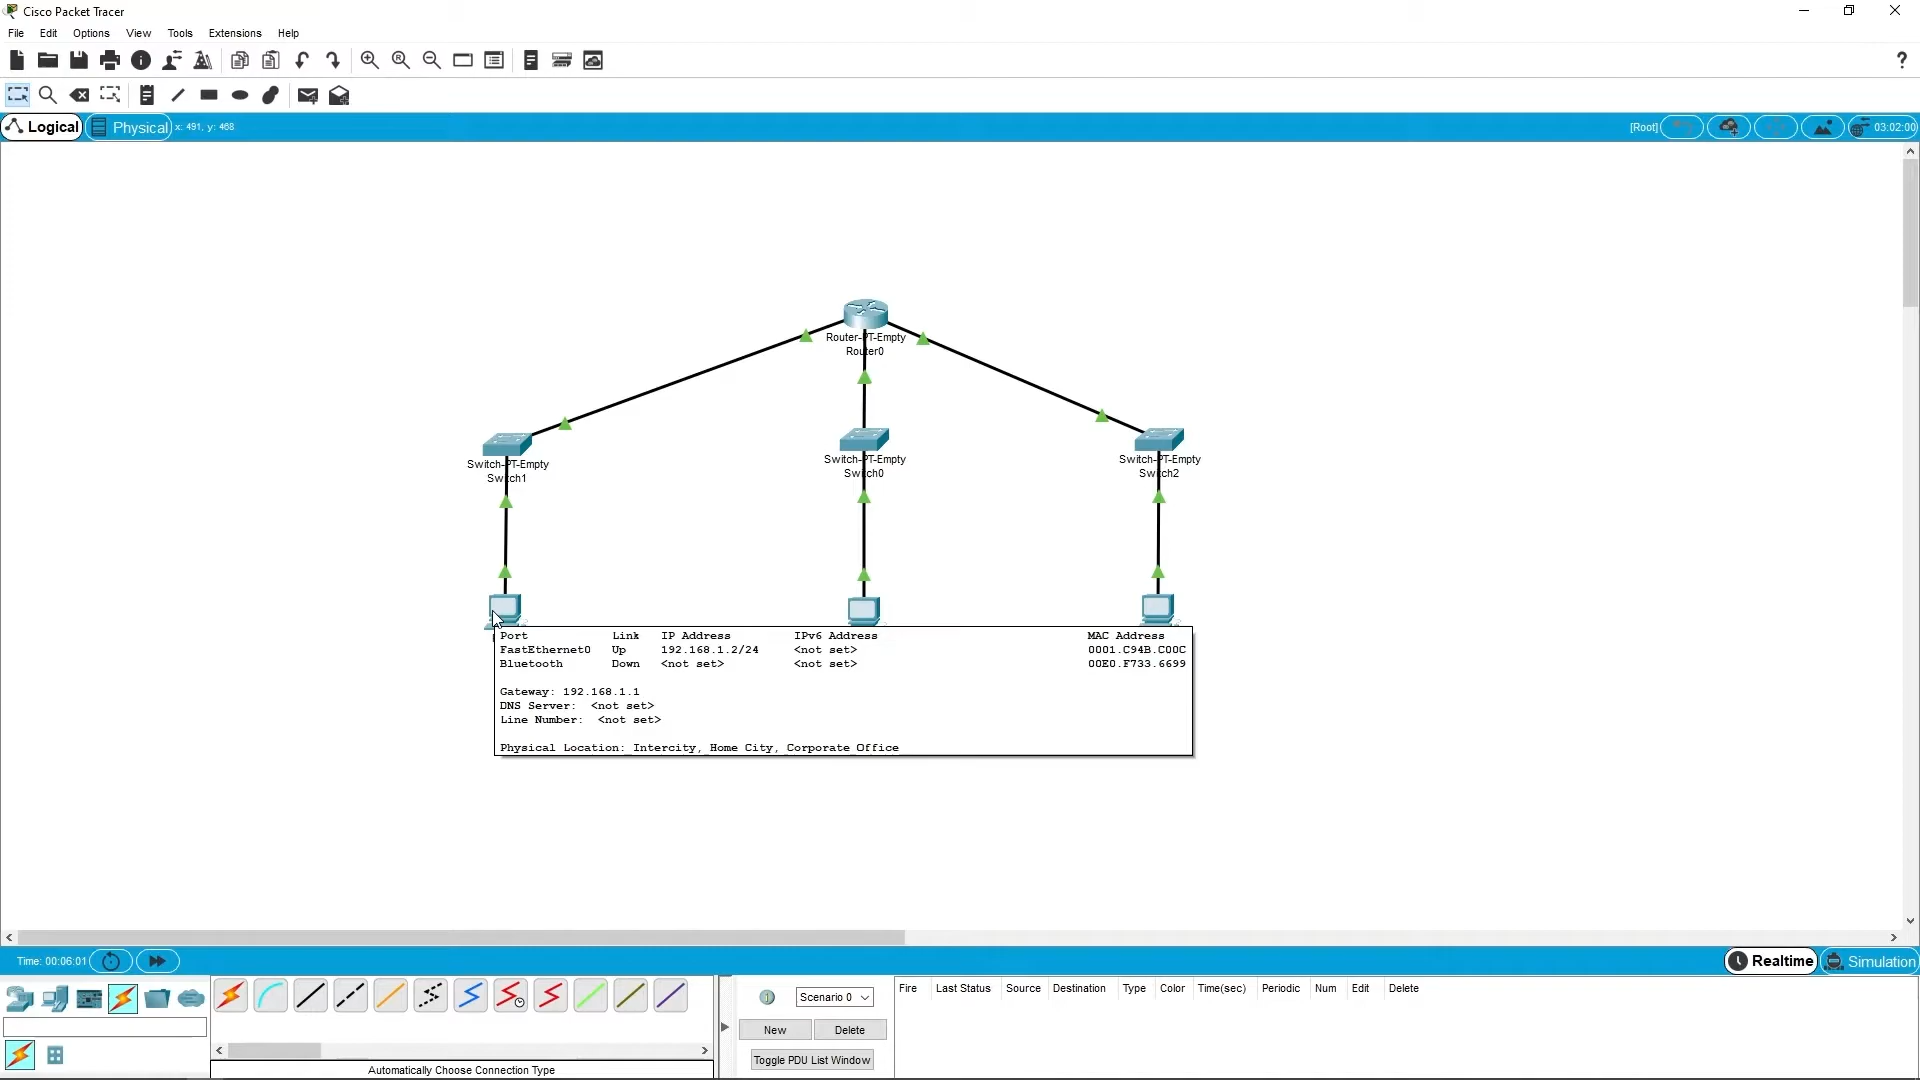 Cisco Packet Tracer
File Edit Options View Tools Extensions Help
?
Logical Physical x: 491, y: 468 [Root] 03:02:00
Router-PT-Empty
Router0
Switch-PT-Empty
Switch1
Switch-PT-Empty
Switch0
Switch-PT-Empty
Switch2
Port Link IP Address IPv6 Address MAC Address
FastEthernet0 Up 192.168.1.2/24 <not set> 0001.C94B.C00C
Bluetooth Down <not set> <not set> 00E0.F733.6699
Gateway: 192.168.1.1
DNS Server: <not set>
Line Number: <not set>
Physical Location: Intercity, Home City, Corporate Office
Time: 00:06:01 Realtime Simulation
Scenario 0
New Delete
Toggle PDU List Window
Fire Last Status Source Destination Type Color Time(sec) Periodic Num Edit Delete
Automatically Choose Connection Type